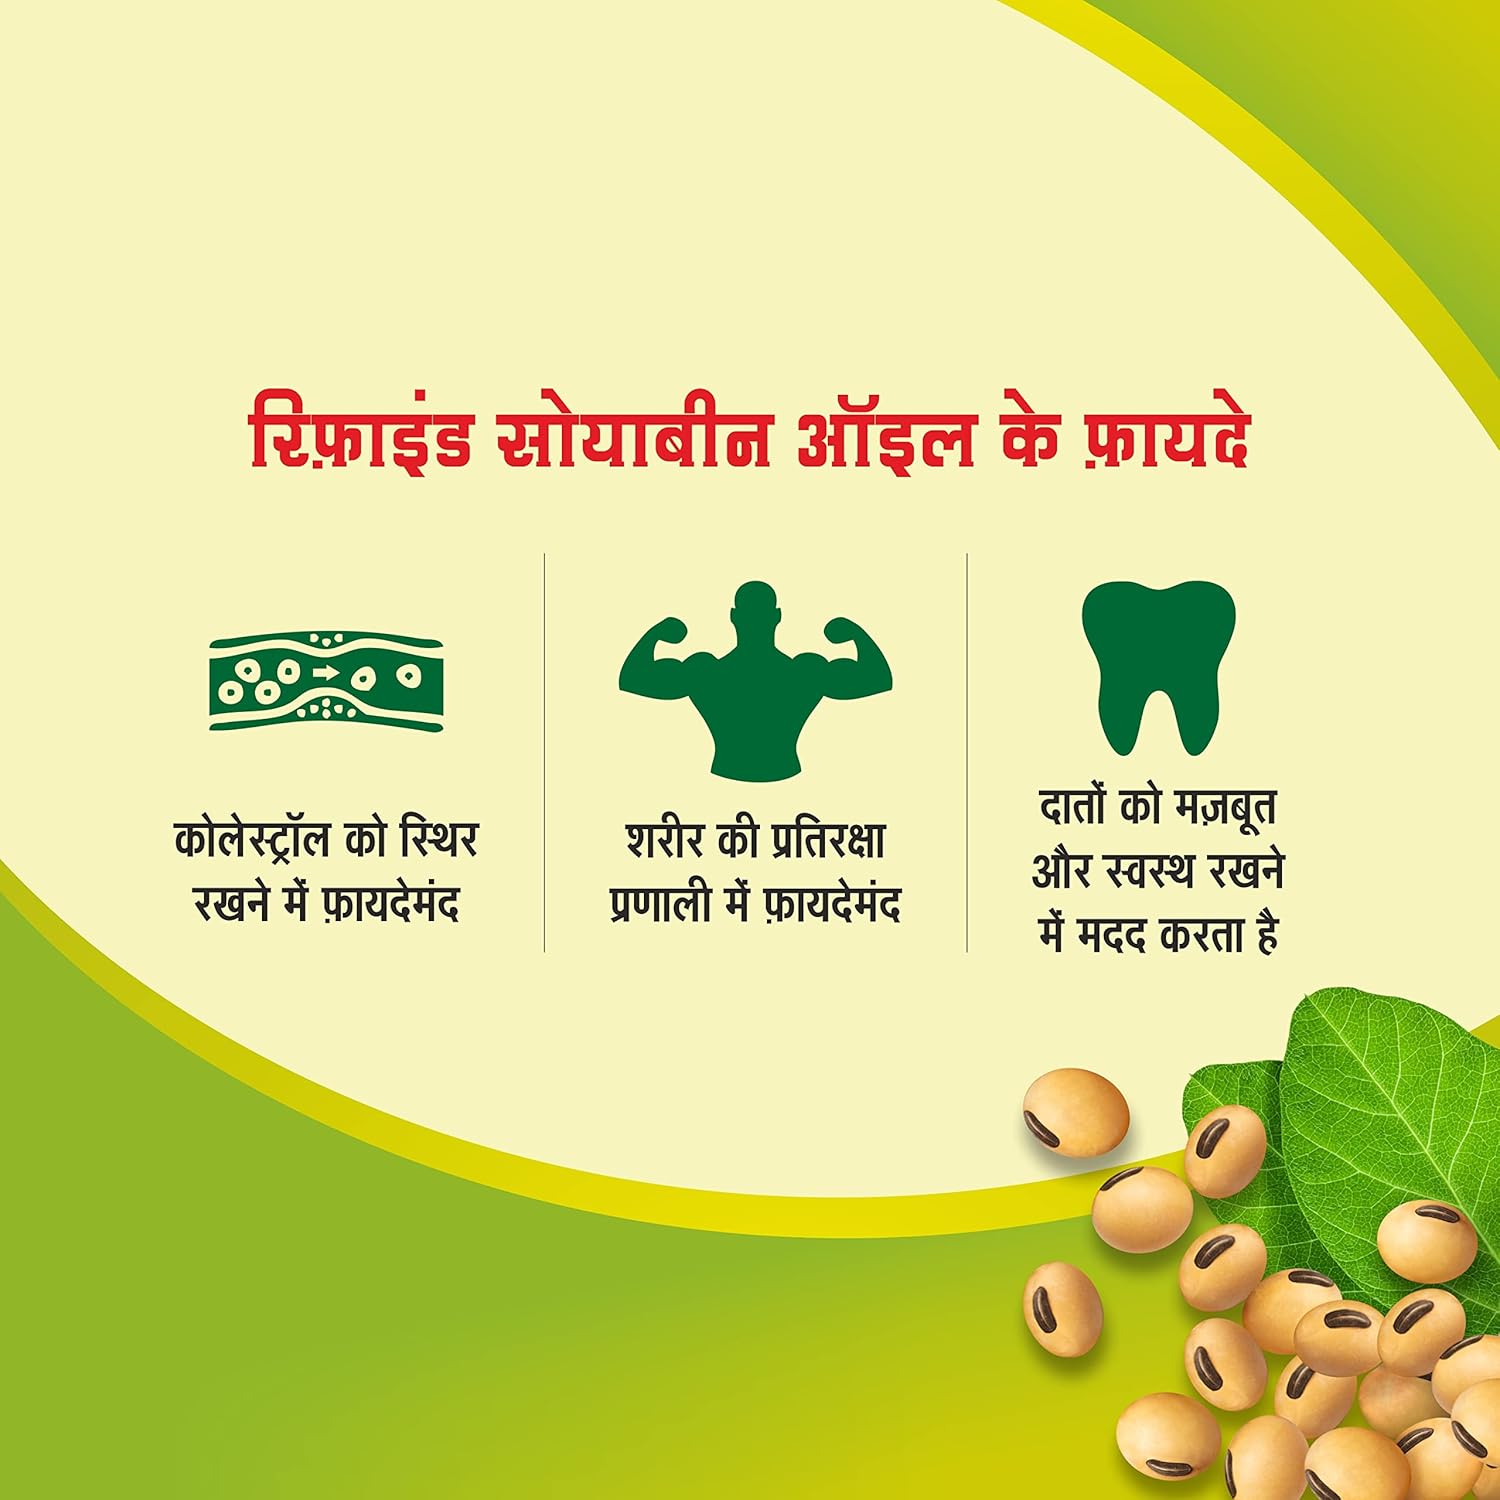 रिफ़ाइंड सोयाबीन ऑइल के फ़ायदे
कोलेस्ट्रॉल को स्थिर
रखने में फ़ायदेमंद
शरीर की प्रतिरक्षा
प्रणाली में फ़ायदेमंद
दातों को मज़बूत
और स्वस्थ रखने
में मदद करता है